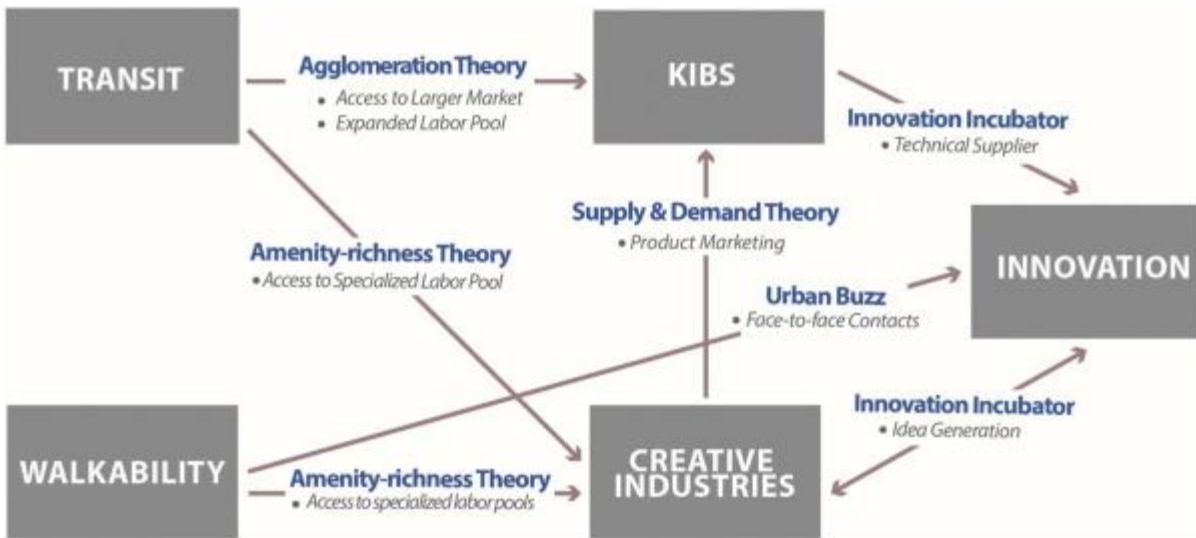 TRANSIT
Agglomeration Theory
• Access to Larger Market
• Expanded Labor Pool
KIBS
Innovation Incubator
• Technical Supplier
Supply & Demand Theory
• Product Marketing
Amenity-richness Theory
• Access to Specialized Labor Pool
INNOVATION
Urban Buzz
• Face-to-face Contacts
Innovation Incubator
• Idea Generation
WALKABILITY
Amenity-richness Theory
• Access to specialized labor pools
CREATIVE
INDUSTRIES